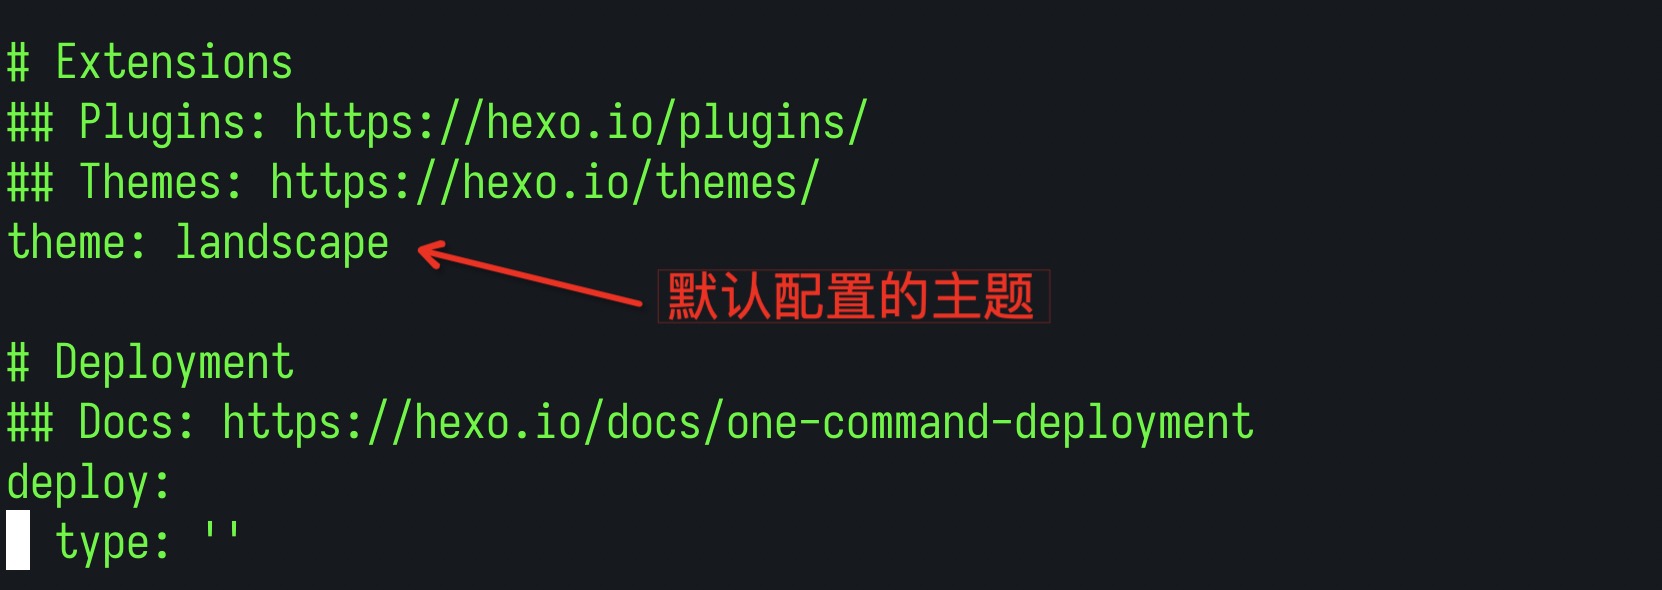 # Extensions
## Plugins: https://hexo.io/plugins/
## Themes: https://hexo.io/themes/
theme: landscape
默认配置的主题
# Deployment
## Docs: https://hexo.io/docs/one-command-deployment
deploy:
  type: ''